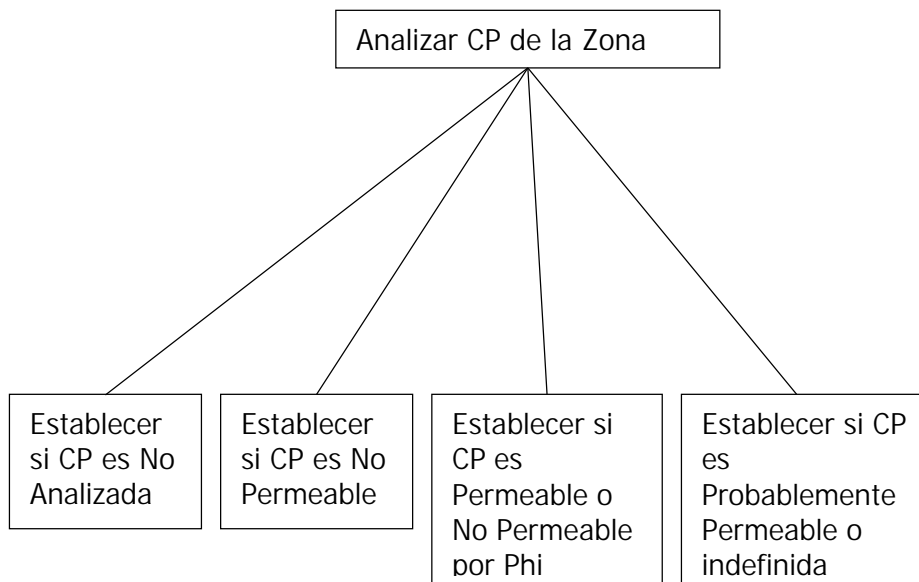 Analizar CP de la Zona
Establecer
si CP es No
Analizada
Establecer
si CP es No
Permeable
Establecer si
CP es
Permeable o
No Permeable
por Phi
Establecer si CP
es
Probablemente
Permeable o
indefinida